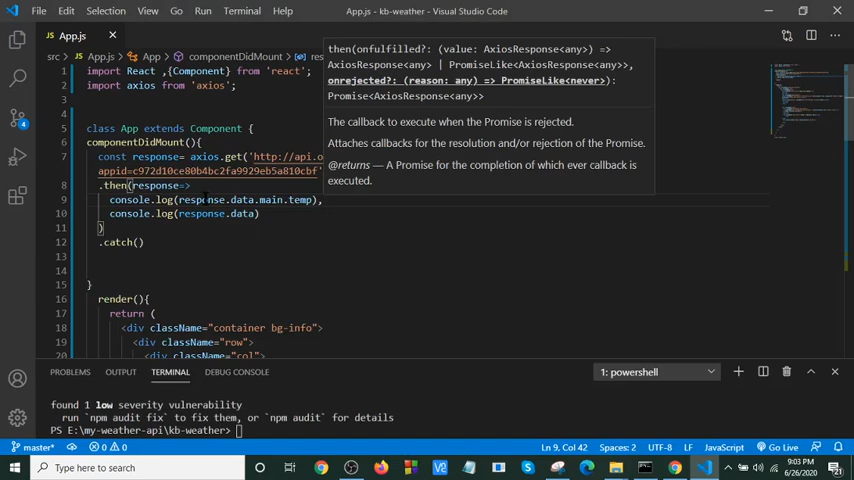 File Edit Selection View Go Run Terminal Help App.js - kb-weather - Visual Studio Code
App.js
src > App.js > App > componentDidMount >
1 import React ,{Component} from 'react';
2 import axios from 'axios';
3
4
5 class App extends Component {
6 componentDidMount(){
7 const response= axios.get('http://api.o
appid=c972d10ce80b4bc2fa9929eb5a810cbf'
8 .then(response=>
9 console.log(response.data.main.temp),
10 console.log(response.data)
11 )
12 .catch()
13
14
15 }
16 render(){
17 return (
18 <div className="container bg-info">
19 <div className="row">
20 <div className="col">
then(onfulfilled?: (value: AxiosResponse<any>) =>
AxiosResponse<any> | PromiseLike<AxiosResponse<any>>,
onrejected?: (reason: any) => PromiseLike<never>):
Promise<AxiosResponse<any>>
The callback to execute when the Promise is rejected.
Attaches callbacks for the resolution and/or rejection of the Promise.
@returns — A Promise for the completion of which ever callback is
executed.
4
PROBLEMS OUTPUT TERMINAL DEBUG CONSOLE 1: powershell
found 1 low severity vulnerability
run `npm audit fix` to fix them, or `npm audit` for details
PS E:\my-weather-api\kb-weather>
master* 0 0 Ln 9, Col 42 Spaces: 2 UTF-8 LF JavaScript Go Live
Type here to search 9:03 PM
6/26/2020 21